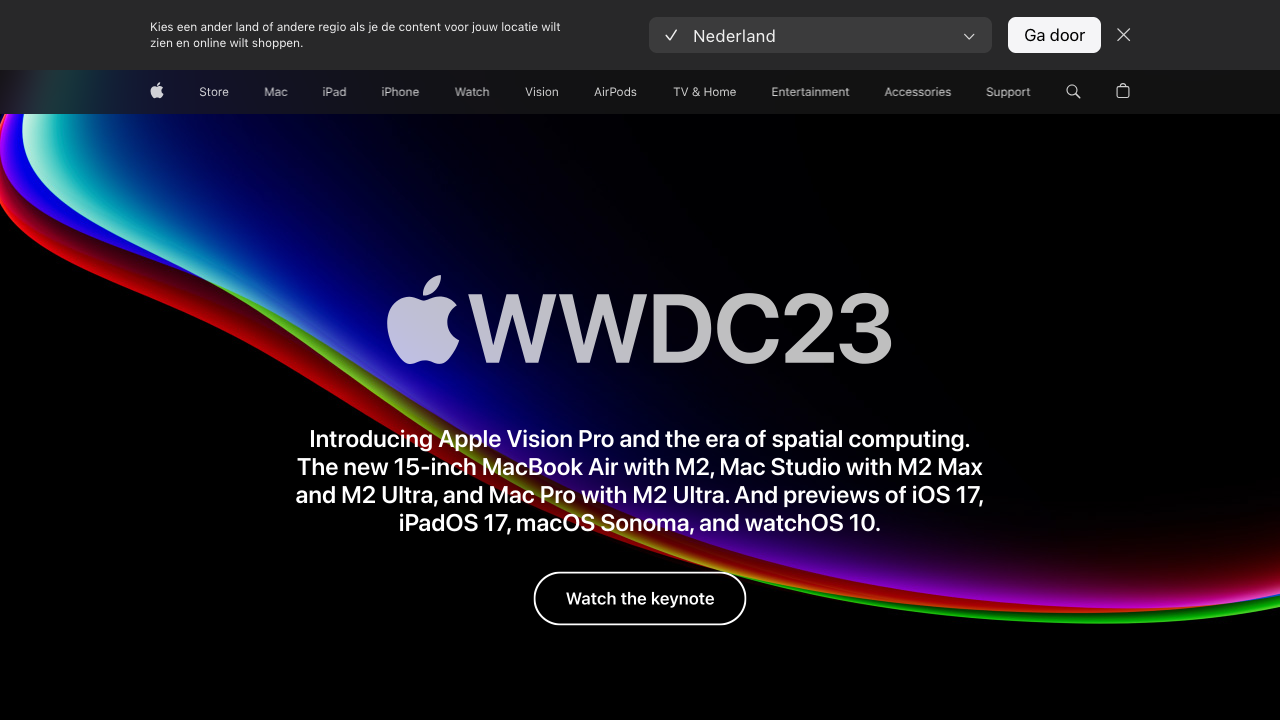 Kies een ander land of andere regio als je de content voor jouw locatie wilt
zien en online wilt shoppen.
Nederland
Ga door
Store Mac iPad iPhone Watch Vision AirPods TV & Home Entertainment Accessories Support
WWDC23
Introducing Apple Vision Pro and the era of spatial computing.
The new 15-inch MacBook Air with M2, Mac Studio with M2 Max
and M2 Ultra, and Mac Pro with M2 Ultra. And previews of iOS 17,
iPadOS 17, macOS Sonoma, and watchOS 10.
Watch the keynote